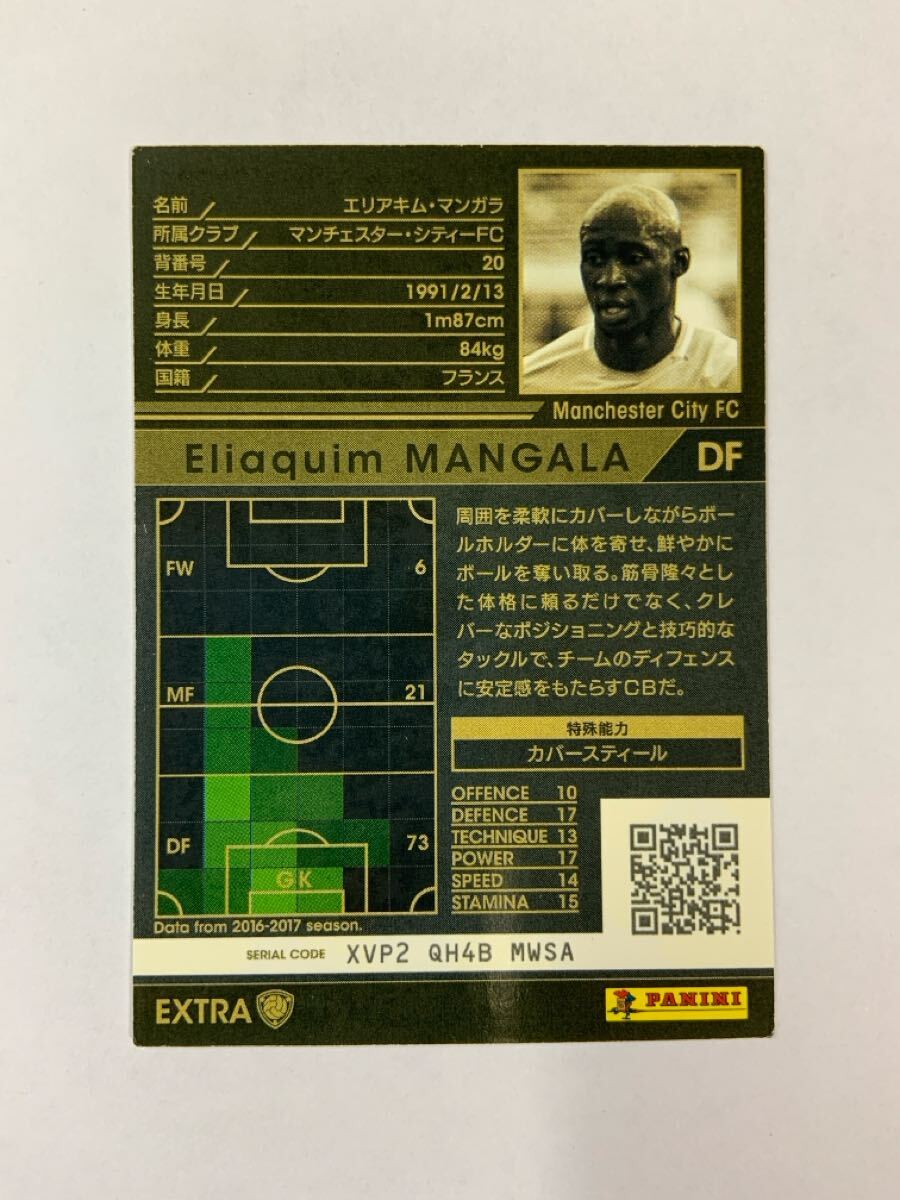 名前 エリアキム・マンガラ
所属クラブ マンチェスター・シティーFC
背番号 20
生年月日 1991/2/13
身長 1m87cm
体重 84kg
国籍 フランス
Manchester City FC
Eliaquim MANGALA DF
FW 6
MF 21
DF 73
GK
Data from 2016-2017 season.
周囲を柔軟にカバーしながらボー
ルホルダーに体を寄せ、鮮やかに
ボールを奪い取る。筋骨隆々とし
た体格に頼るだけでなく、クレ
バーなポジショニングと技巧的な
タックルで、チームのディフェンス
に安定感をもたらすCBだ。
特殊能力
カバースティール
OFFENCE 10
DEFENCE 17
TECHNIQUE 13
POWER 17
SPEED 14
STAMINA 15
SERIAL CODE XVP2 QH4B MWSA
EXTRA
PANINI